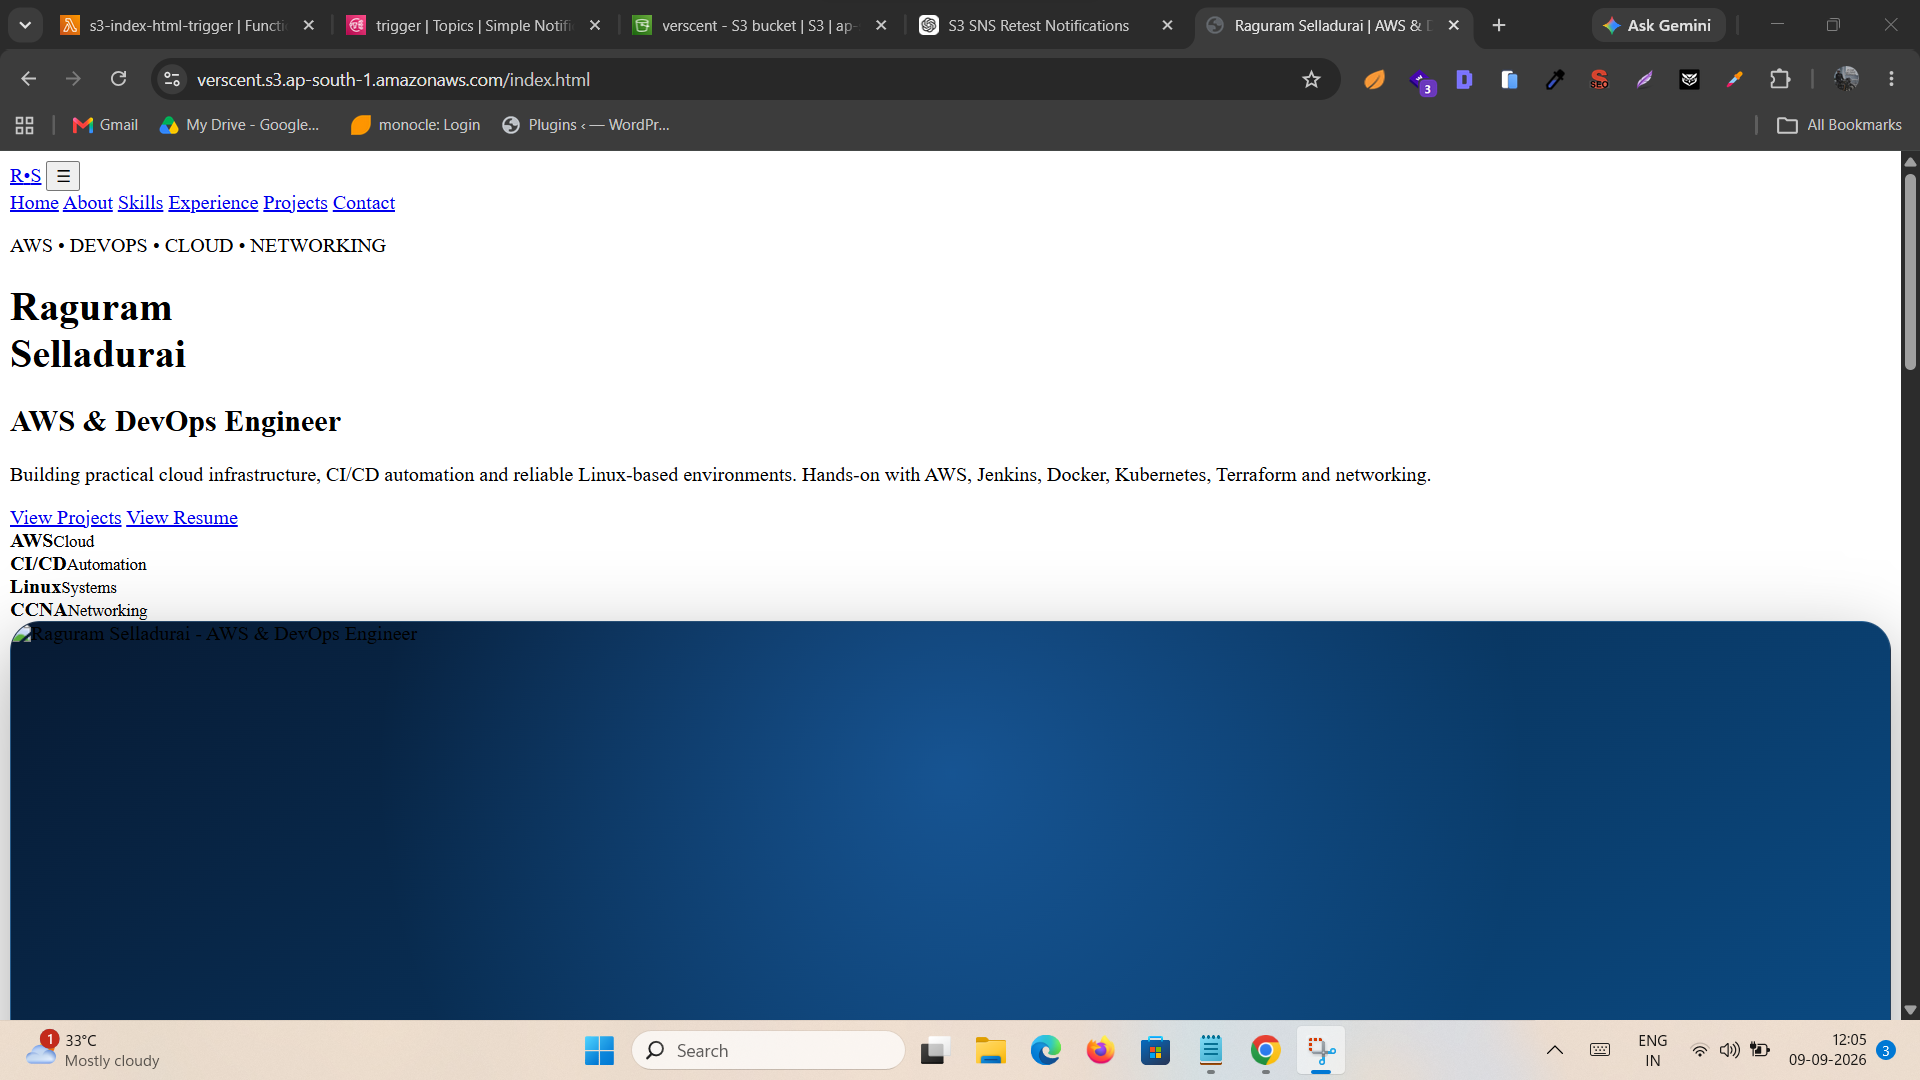 s3-index-html-trigger | Functi
trigger | Topics | Simple Notifi
verscent - S3 bucket | S3 | ap-
S3 SNS Retest Notifications
Raguram Selladurai | AWS & D
Ask Gemini
verscent.s3.ap-south-1.amazonaws.com/index.html
SEO
3
Gmail
My Drive - Google...
monocle: Login
Plugins ‹ — WordPr...
All Bookmarks
R•S ☰
Home About Skills Experience Projects Contact
AWS • DEVOPS • CLOUD • NETWORKING
Raguram
Selladurai
AWS & DevOps Engineer
Building practical cloud infrastructure, CI/CD automation and reliable Linux-based environments. Hands-on with AWS, Jenkins, Docker, Kubernetes, Terraform and networking.
View Projects View Resume
AWSCloud
CI/CDAutomation
LinuxSystems
CCNANetworking
Raguram Selladurai - AWS & DevOps Engineer
1
33°C
Mostly cloudy
Search
ENG
IN
12:05
09-09-2026
3